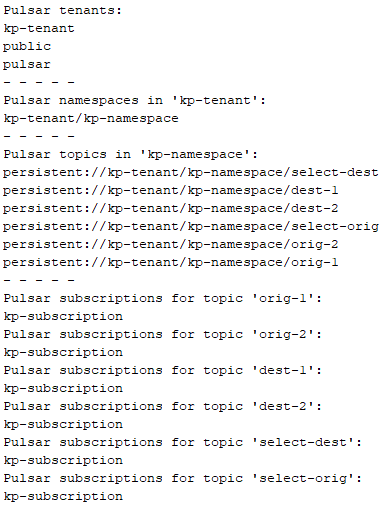 Pulsar tenants:
kp-tenant
public
pulsar
- - - - -
Pulsar namespaces in 'kp-tenant':
kp-tenant/kp-namespace
- - - - -
Pulsar topics in 'kp-namespace':
persistent://kp-tenant/kp-namespace/select-dest
persistent://kp-tenant/kp-namespace/dest-1
persistent://kp-tenant/kp-namespace/dest-2
persistent://kp-tenant/kp-namespace/select-orig
persistent://kp-tenant/kp-namespace/orig-2
persistent://kp-tenant/kp-namespace/orig-1
- - - - -
Pulsar subscriptions for topic 'orig-1':
kp-subscription
Pulsar subscriptions for topic 'orig-2':
kp-subscription
Pulsar subscriptions for topic 'dest-1':
kp-subscription
Pulsar subscriptions for topic 'dest-2':
kp-subscription
Pulsar subscriptions for topic 'select-dest':
kp-subscription
Pulsar subscriptions for topic 'select-orig':
kp-subscription